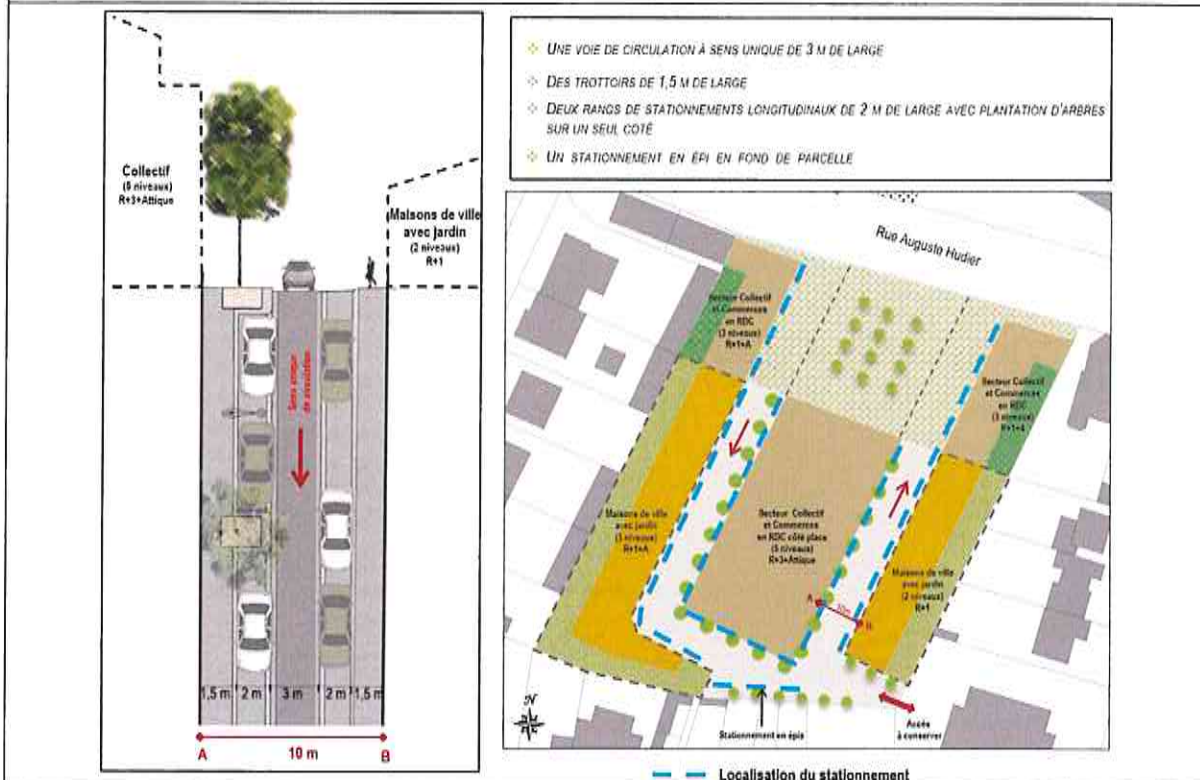 UNE VOIE DE CIRCULATION À SENS UNIQUE DE 3 M DE LARGE
DES TROTTOIRS DE 1,5 M DE LARGE
DEUX RANGS DE STATIONNEMENTS LONGITUDINAUX DE 2 M DE LARGE AVEC PLANTATION D'ARBRES
SUR UN SEUL COTÉ
UN STATIONNEMENT EN ÉPI EN FOND DE PARCELLE
Collectif
(5 niveaux)
R+3+Attique
Maisons de ville
avec jardin
(2 niveaux)
R+1
Sens unique
de circulation
1,5 m
2 m
3 m
2 m
1,5 m
A
10 m
B
Rue Auguste Hudier
Secteur Collectif
et Commerces
en RDC
(3 niveaux)
R+1+A
Secteur Collectif
et Commerces
en RDC
(3 niveaux)
R+1+A
Maisons de ville
avec jardin
(3 niveaux)
R+1+A
Secteur Collectif
et Commerces
en RDC côté place
(5 niveaux)
R+3+Attique
Maisons de ville
avec jardin
(2 niveaux)
R+1
A
10m
B
N
Stationnement en épis
Accès
à conserver
Localisation du stationnement